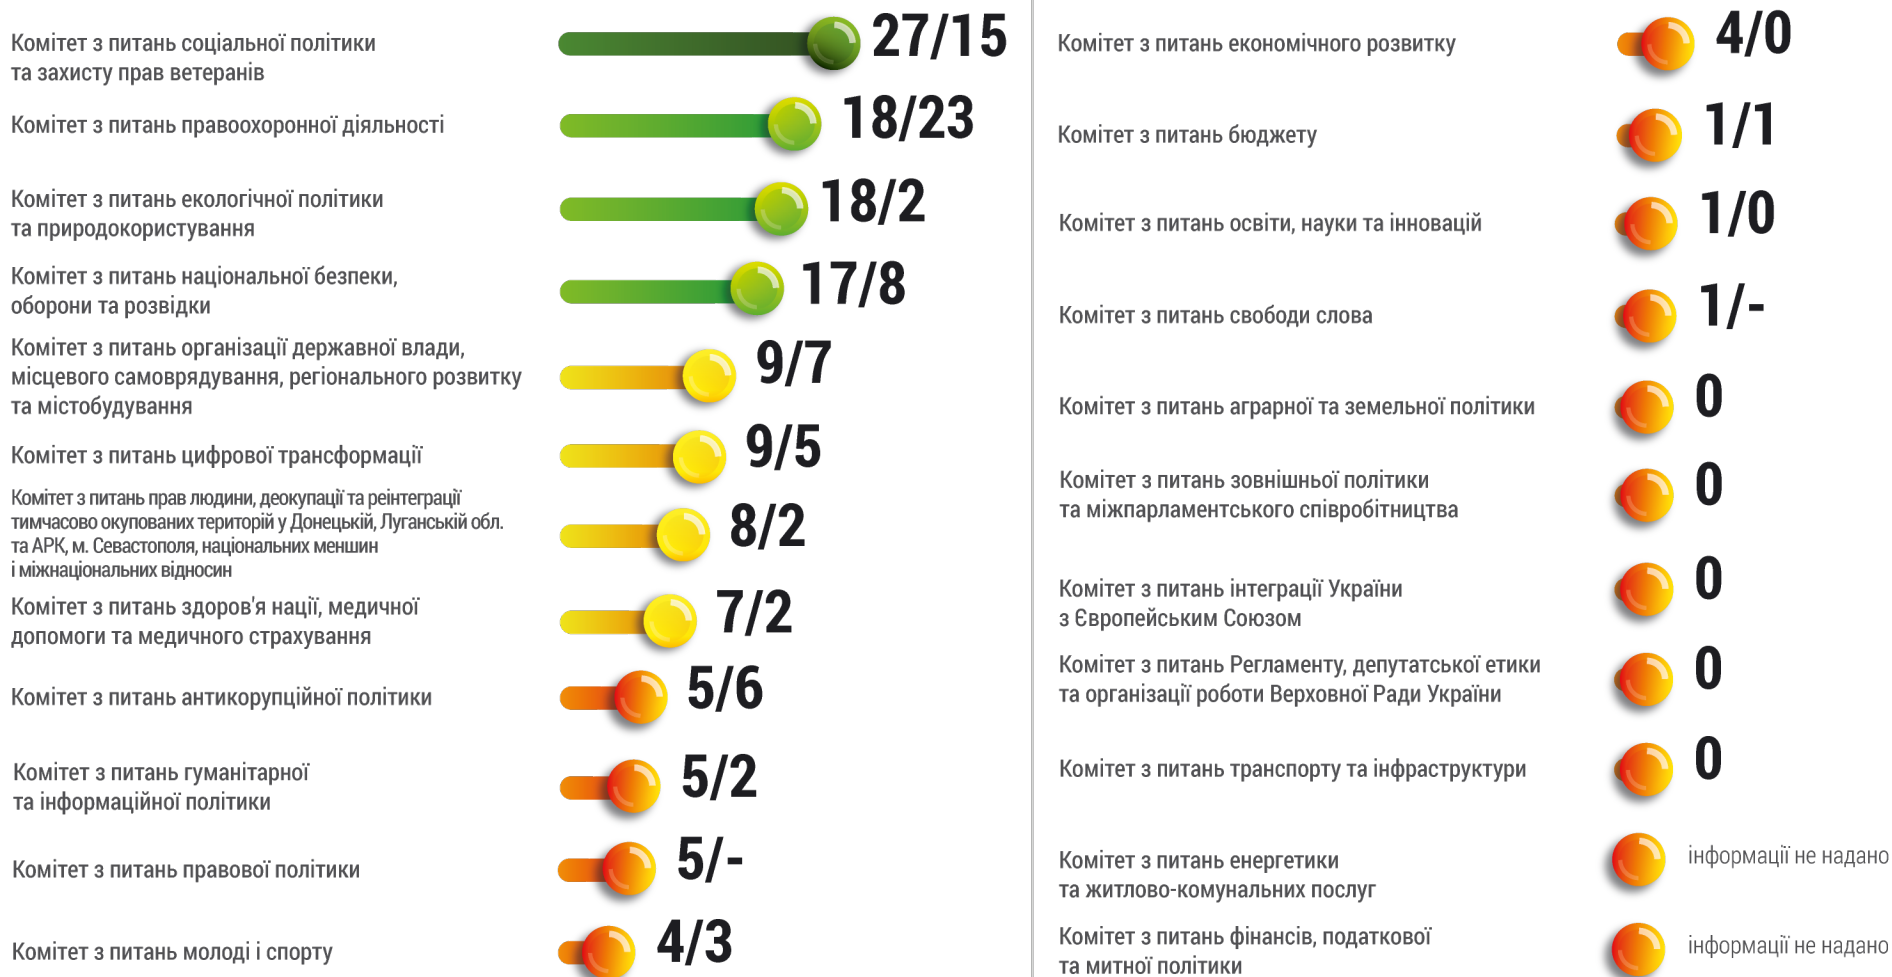 Комітет з питань соціальної політики
та захисту прав ветеранів
27/15
Комітет з питань правоохоронної діяльності
18/23
Комітет з питань екологічної політики
та природокористування
18/2
Комітет з питань національної безпеки,
оборони та розвідки
17/8
Комітет з питань організації державної влади,
місцевого самоврядування, регіонального розвитку
та містобудування
9/7
Комітет з питань цифрової трансформації
9/5
Комітет з питань прав людини, деокупації та реінтеграції
тимчасово окупованих територій у Донецькій, Луганській обл.
та АРК, м. Севастополя, національних меншин
і міжнаціональних відносин
8/2
Комітет з питань здоров'я нації, медичної
допомоги та медичного страхування
7/2
Комітет з питань антикорупційної політики
5/6
Комітет з питань гуманітарної
та інформаційної політики
5/2
Комітет з питань правової політики
5/-
Комітет з питань молоді і спорту
4/3
Комітет з питань економічного розвитку
4/0
Комітет з питань бюджету
1/1
Комітет з питань освіти, науки та інновацій
1/0
Комітет з питань свободи слова
1/-
Комітет з питань аграрної та земельної політики
0
Комітет з питань зовнішньої політики
та міжпарламентського співробітництва
0
Комітет з питань інтеграції України
з Європейським Союзом
0
Комітет з питань Регламенту, депутатської етики
та організації роботи Верховної Ради України
0
Комітет з питань транспорту та інфраструктури
0
Комітет з питань енергетики
та житлово-комунальних послуг
інформації не надано
Комітет з питань фінансів, податкової
та митної політики
інформації не надано